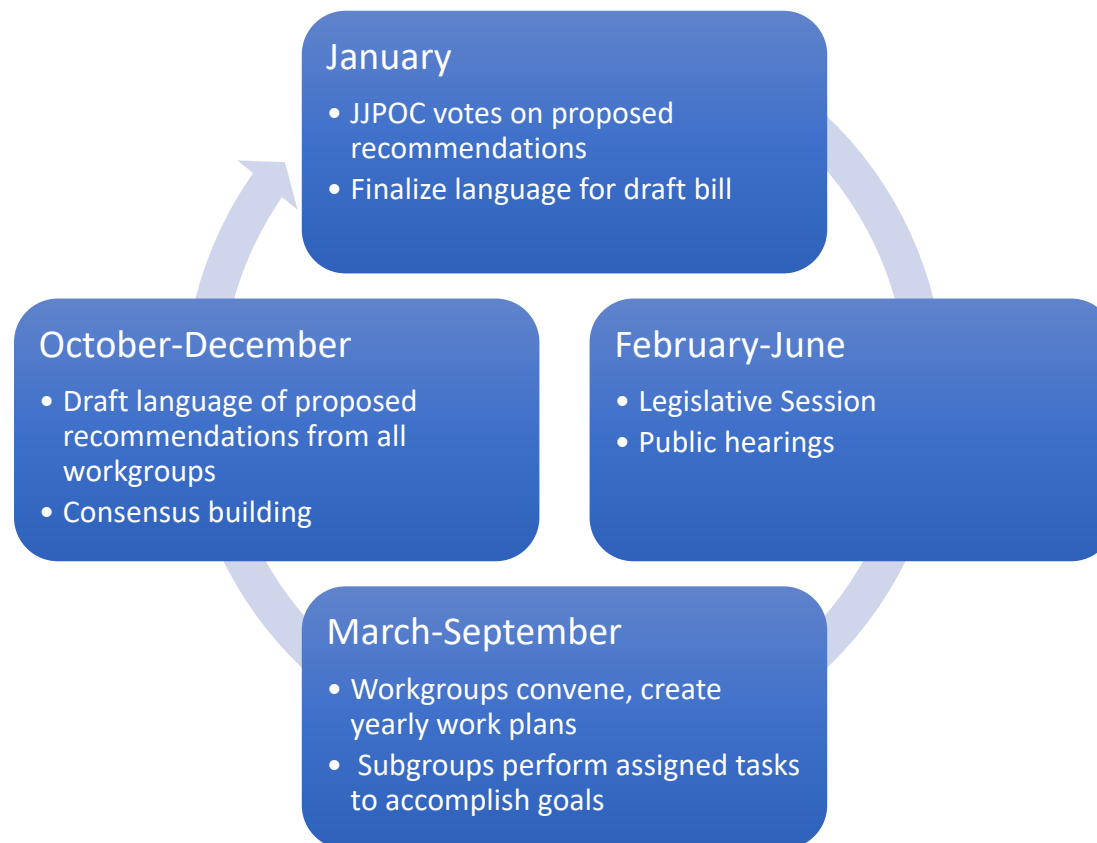 January
• JJPOC votes on proposed
recommendations
• Finalize language for draft bill
February-June
• Legislative Session
• Public hearings
March-September
• Workgroups convene, create
yearly work plans
• Subgroups perform assigned tasks
to accomplish goals
October-December
• Draft language of proposed
recommendations from all
workgroups
• Consensus building